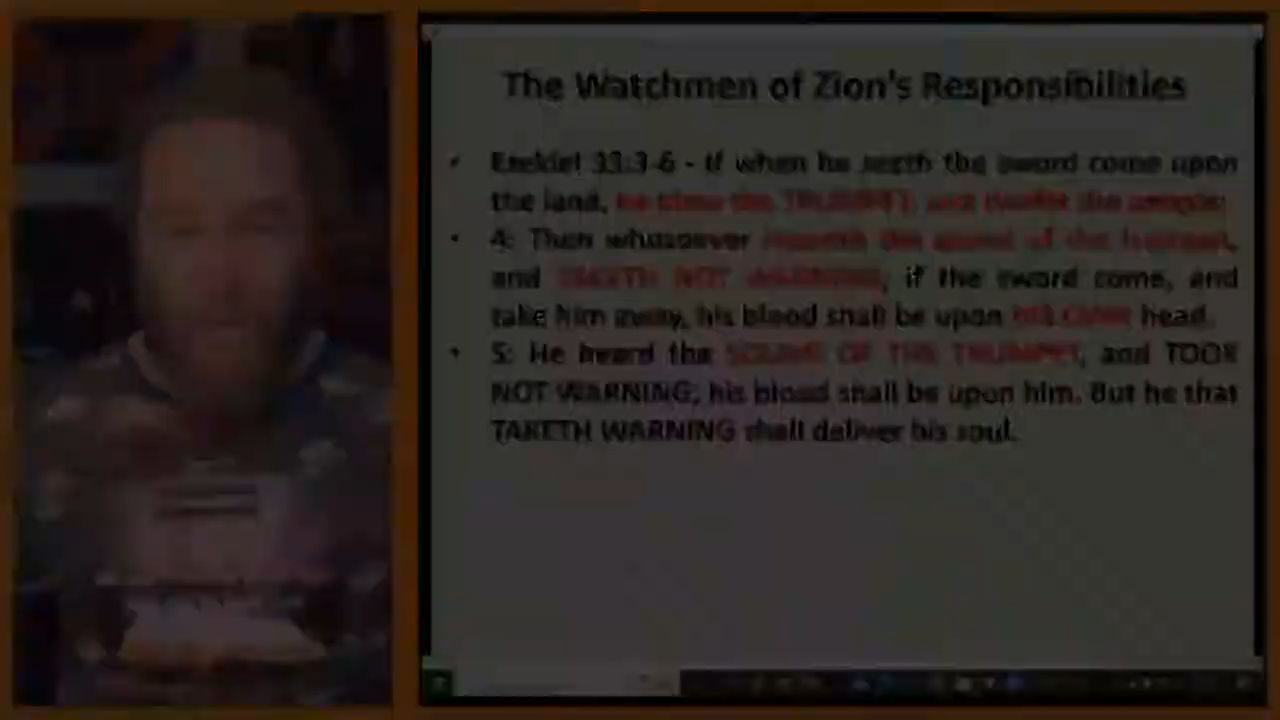 The Watchmen of Zion's Responsibilities
• Ezekiel 33:3-6 - If when he seeth the sword come upon
the land, he blow the TRUMPET, and WARN the people;
• 4: Then whosoever heareth the sound of the trumpet,
and TAKETH NOT WARNING; if the sword come, and
take him away, his blood shall be upon HIS OWN head.
• 5: He heard the SOUND OF THE TRUMPET, and TOOK
NOT WARNING; his blood shall be upon him. But he that
TAKETH WARNING shall deliver his soul.